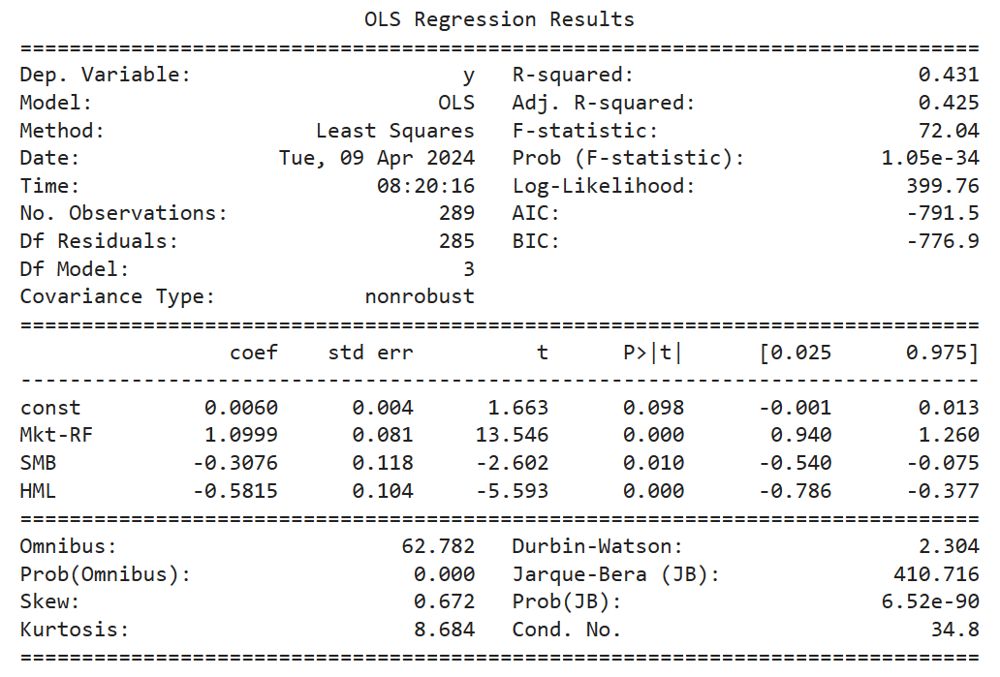 OLS Regression Results
==============================================================================
Dep. Variable:                      y   R-squared:                       0.431
Model:                            OLS   Adj. R-squared:                  0.425
Method:                 Least Squares   F-statistic:                     72.04
Date:                Tue, 09 Apr 2024   Prob (F-statistic):           1.05e-34
Time:                        08:20:16   Log-Likelihood:                 399.76
No. Observations:                 289   AIC:                            -791.5
Df Residuals:                     285   BIC:                            -776.9
Df Model:                           3
Covariance Type:            nonrobust
==============================================================================
                 coef    std err          t      P>|t|      [0.025      0.975]
------------------------------------------------------------------------------
const          0.0060      0.004      1.663      0.098      -0.001       0.013
Mkt-RF         1.0999      0.081     13.546      0.000       0.940       1.260
SMB           -0.3076      0.118     -2.602      0.010      -0.540      -0.075
HML           -0.5815      0.104     -5.593      0.000      -0.786      -0.377
==============================================================================
Omnibus:                       62.782   Durbin-Watson:                   2.304
Prob(Omnibus):                  0.000   Jarque-Bera (JB):              410.716
Skew:                           0.672   Prob(JB):                     6.52e-90
Kurtosis:                       8.684   Cond. No.                         34.8
==============================================================================